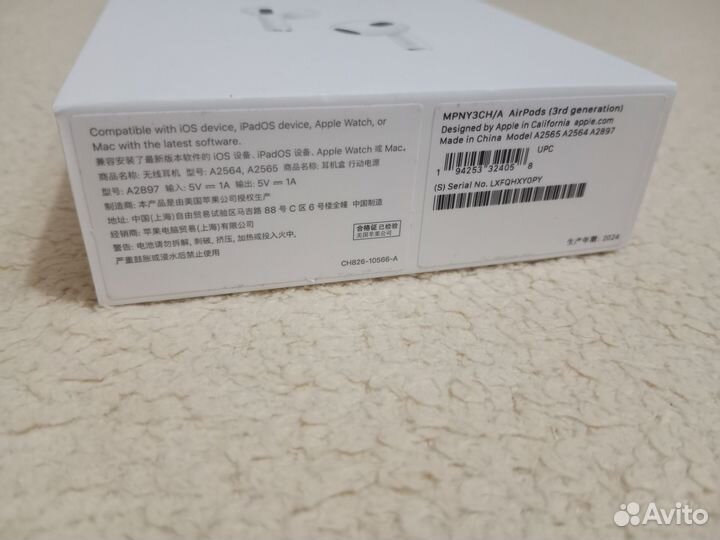 Compatible with iOS device, iPadOS device, Apple Watch, or
Mac with the latest software.
兼容安装了最新版本软件的 iOS 设备、iPadOS 设备、Apple Watch 或 Mac。
商品名称: 无线耳机 型号: A2564, A2565 商品名称: 耳机盒 行动电源
型号: A2897 输入: 5V⎓1A 输出: 5V⎓1A
制造商: 本产品是由美国苹果公司授权生产
地址: 中国(上海)自由贸易试验区马吉路 88 号 C 区 6 号楼全幢 中国制造
经销商: 苹果电脑贸易(上海)有限公司
警告: 电池请勿拆解, 刺破, 挤压, 加热或投入火中,
严重鼓胀或浸水后禁止使用
合格证 已检验
美国苹果公司
CH826-10566-A
MPNY3CH/A AirPods (3rd generation)
Designed by Apple in California apple.com
Made in China Model A2565 A2564 A2897
UPC
1 94253 32405 8
(S) Serial No. LXFQHXY0PY
生产年份: 2024
Avito